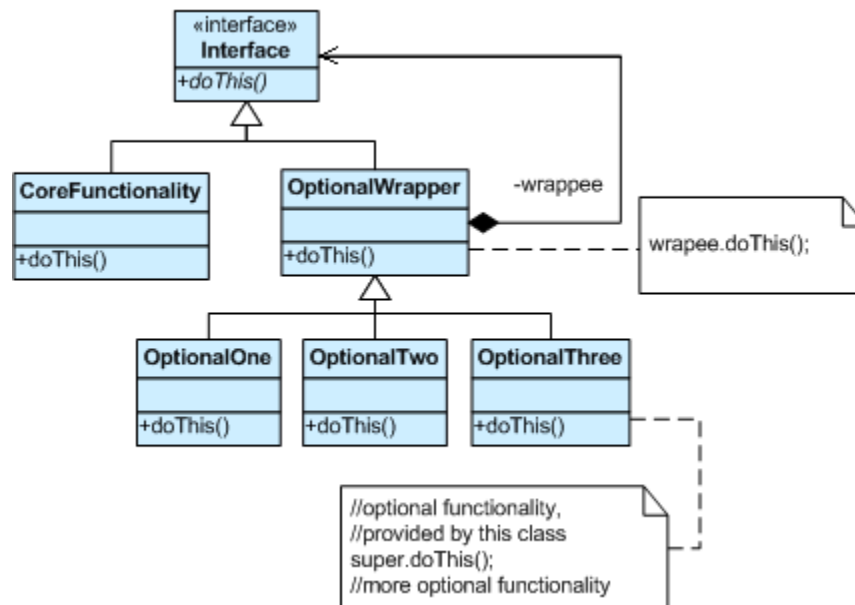 «interface»
Interface
+doThis()
CoreFunctionality
+doThis()
OptionalWrapper
+doThis()
-wrappee
wrapee.doThis();
OptionalOne
+doThis()
OptionalTwo
+doThis()
OptionalThree
+doThis()
//optional functionality,
//provided by this class
super.doThis();
//more optional functionality